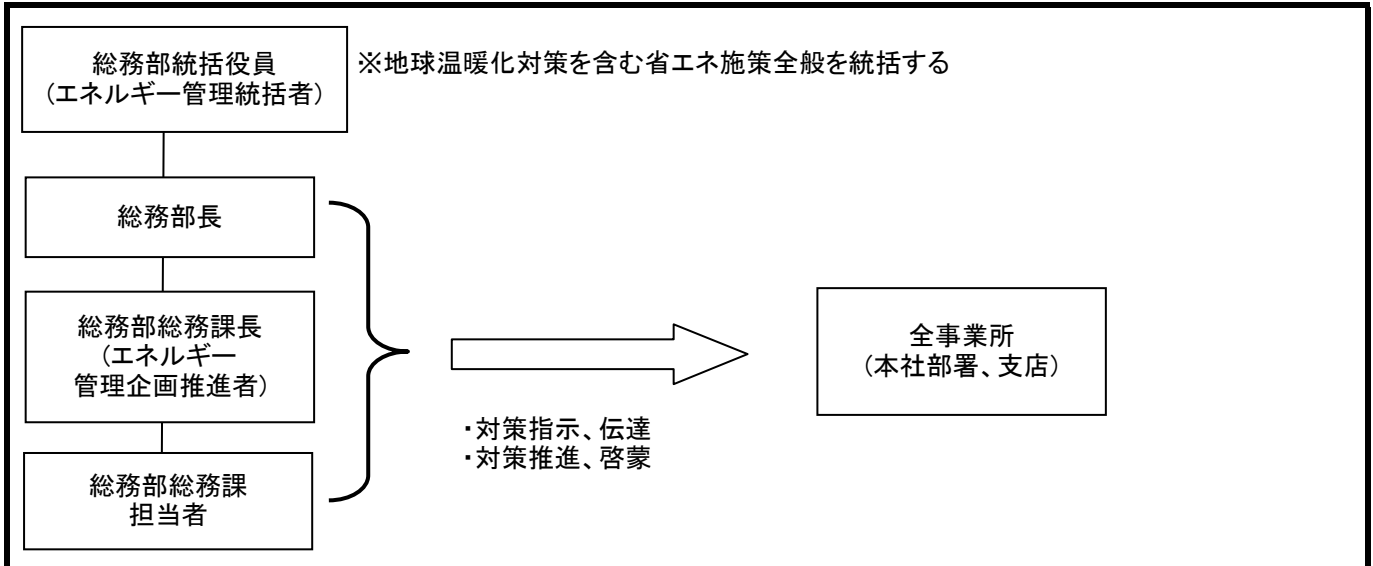 総務部統括役員
(エネルギー管理統括者)
※地球温暖化対策を含む省エネ施策全般を統括する
総務部長
総務部総務課長
(エネルギー
管理企画推進者)
総務部総務課
担当者
・対策指示、伝達
・対策推進、啓蒙
全事業所
(本社部署、支店)